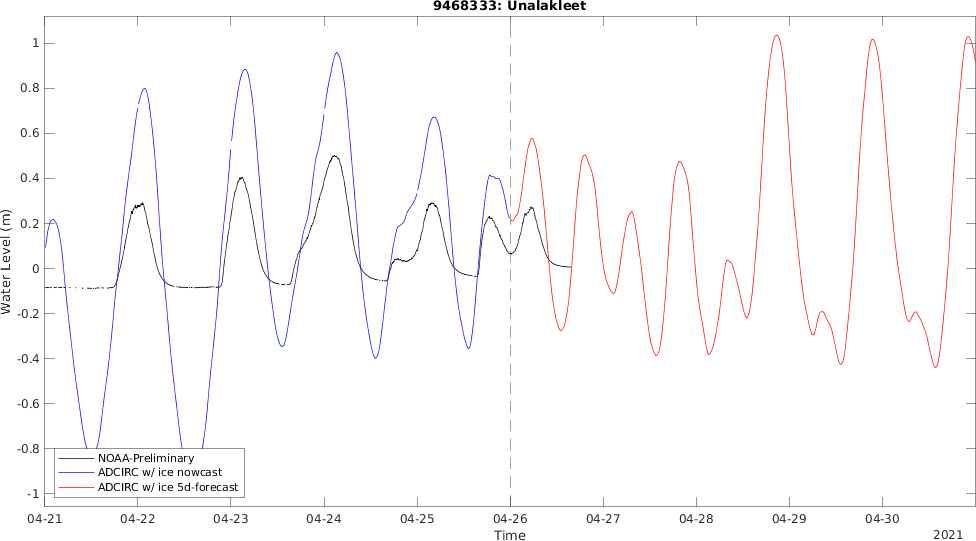 9468333: Unalakleet
Water Level (m)
1
0.8
0.6
0.4
0.2
0
-0.2
-0.4
-0.6
-0.8
-1
NOAA-Preliminary
ADCIRC w/ ice nowcast
ADCIRC w/ ice 5d-forecast
04-21 04-22 04-23 04-24 04-25 04-26 04-27 04-28 04-29 04-30
Time
2021